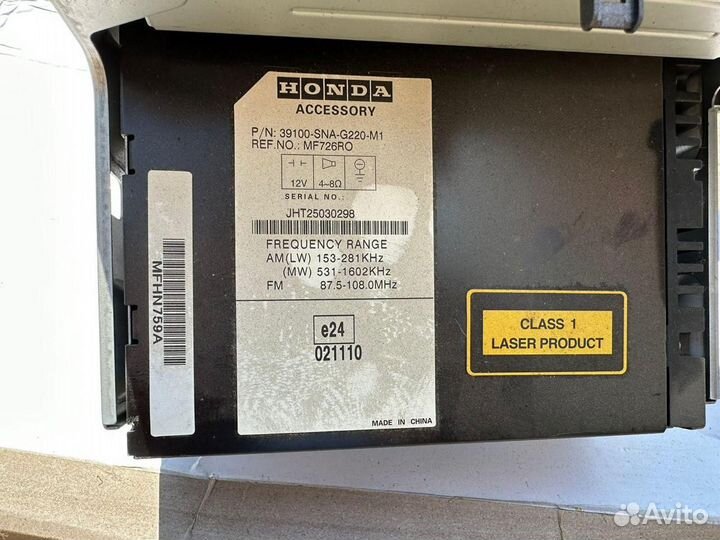 HONDA
ACCESSORY
P/N: 39100-SNA-G220-M1
REF.NO.: MF726RO
12V 4~8Ω
SERIAL NO.:
JHT25030298
FREQUENCY RANGE
AM(LW) 153-281KHz
(MW) 531-1602KHz
FM 87.5-108.0MHz
e24
021110
MADE IN CHINA
MFHN759A
CLASS 1
LASER PRODUCT
Avito